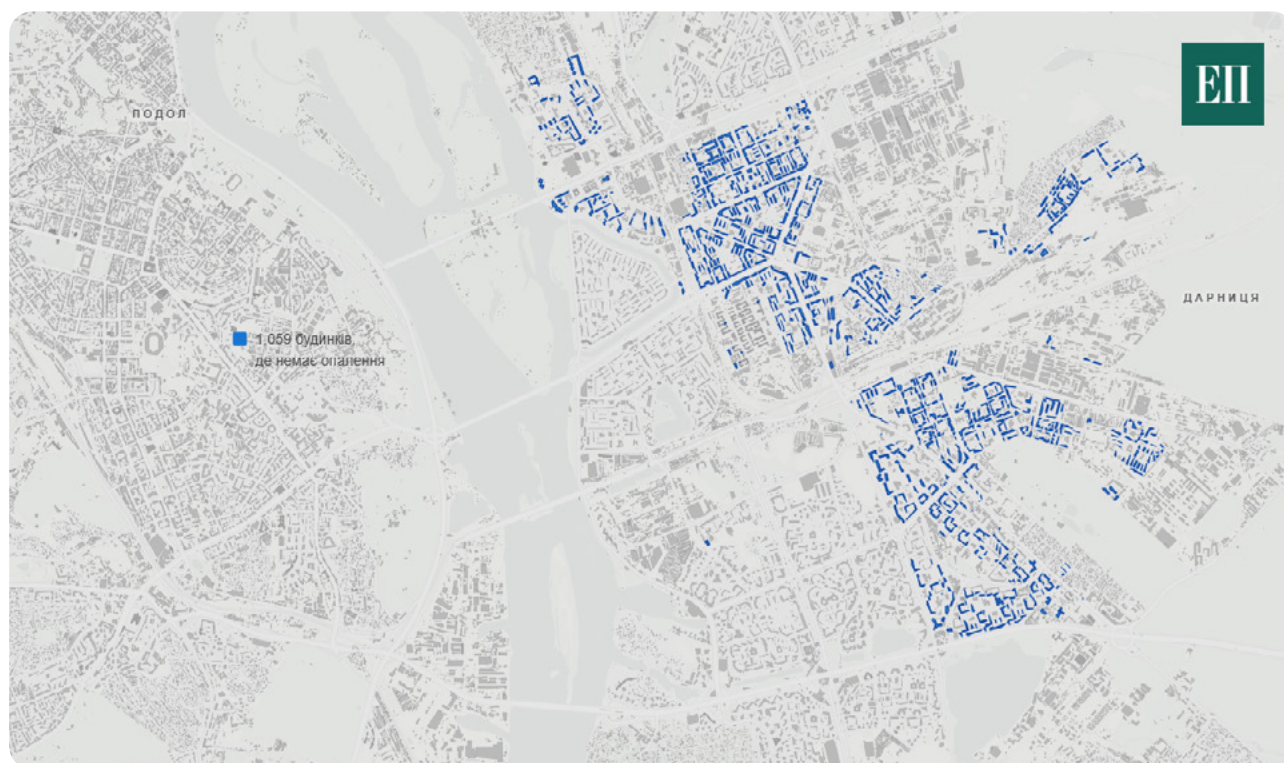 ЕП
ПОДОЛ
ДАРНИЦЯ
1,059 будинків,
де немає опалення